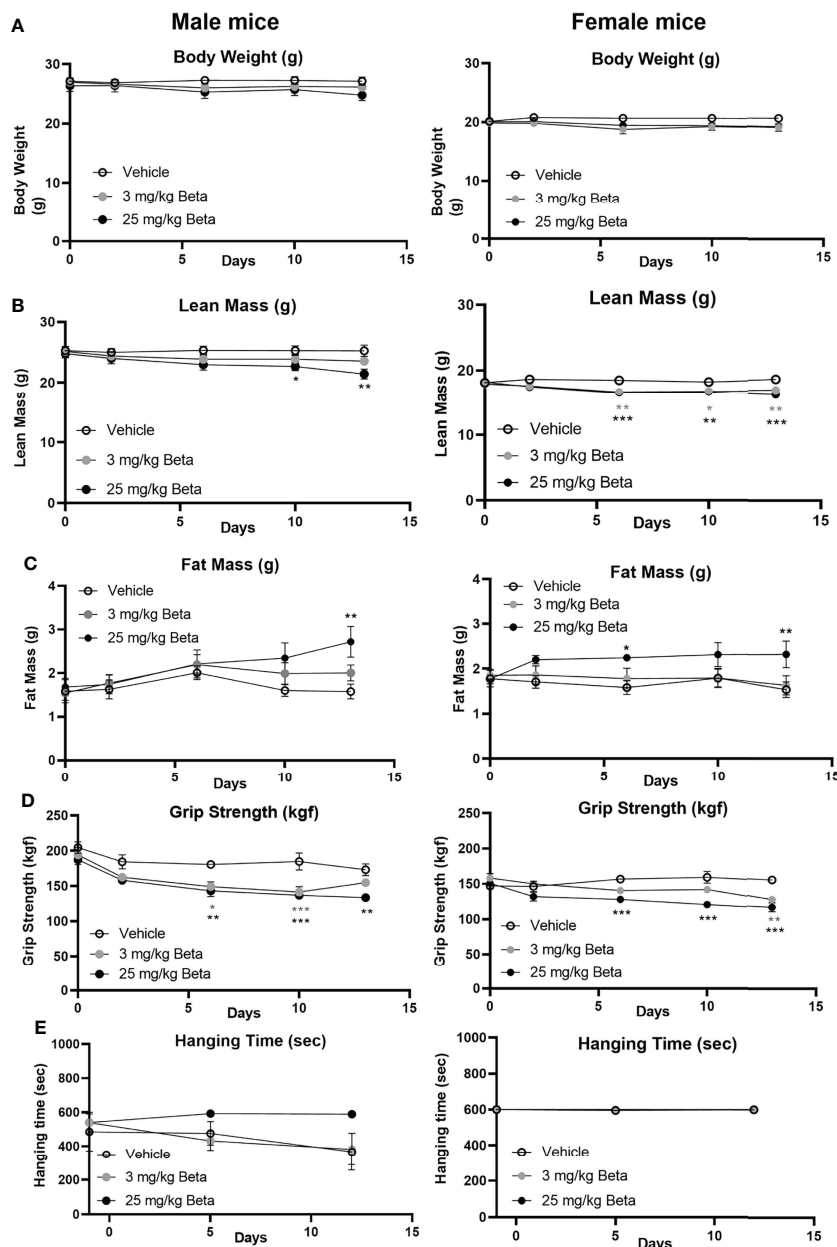 Male mice
Female mice
A
Body Weight (g)
30
20
10
0
Body Weight
(g)
Vehicle
3 mg/kg Beta
25 mg/kg Beta
0
5
10
15
Days
Body Weight (g)
30
20
10
0
Body Weight
(g)
Vehicle
3 mg/kg Beta
25 mg/kg Beta
0
5
10
15
Days
B
Lean Mass (g)
30
20
10
0
Lean Mass (g)
*
**
Vehicle
3 mg/kg Beta
25 mg/kg Beta
0
5
10
15
Days
Lean Mass (g)
30
20
10
0
Lean Mass (g)
** * **
*** ** ***
Vehicle
3 mg/kg Beta
25 mg/kg Beta
0
5
10
15
Days
C
Fat Mass (g)
4
3
2
1
0
Fat Mass (g)
Vehicle
3 mg/kg Beta
25 mg/kg Beta
**
0
5
10
15
Days
Fat Mass (g)
4
3
2
1
0
Fat Mass (g)
Vehicle
3 mg/kg Beta
25 mg/kg Beta
*
**
0
5
10
15
Days
D
Grip Strength (kgf)
250
200
150
100
50
0
Grip Strength (kgf)
* ***
** *** **
Vehicle
3 mg/kg Beta
25 mg/kg Beta
0
5
10
15
Days
Grip Strength (kgf)
250
200
150
100
50
0
Grip Strength (kgf)
*** *** **
***
Vehicle
3 mg/kg Beta
25 mg/kg Beta
0
5
10
15
Days
E
Hanging Time (sec)
1000
800
600
400
200
0
Hanging time (sec)
Vehicle
3 mg/kg Beta
25 mg/kg Beta
0
5
10
15
Days
Hanging Time (sec)
1000
800
600
400
200
0
Hanging time (sec)
Vehicle
3 mg/kg Beta
25 mg/kg Beta
0
5
10
15
Days